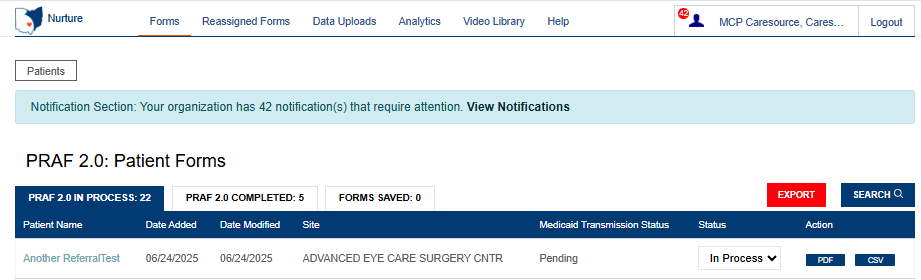 Nurture
Forms Reassigned Forms Data Uploads Analytics Video Library Help
42
MCP Caresource, Cares... Logout
Patients
Notification Section: Your organization has 42 notification(s) that require attention. View Notifications
PRAF 2.0: Patient Forms
PRAF 2.0 IN PROCESS: 22 PRAF 2.0 COMPLETED: 5 FORMS SAVED: 0 EXPORT SEARCH
Patient Name Date Added Date Modified Site Medicaid Transmission Status Status Action
Another ReferralTest 06/24/2025 06/24/2025 ADVANCED EYE CARE SURGERY CNTR Pending In Process PDF CSV